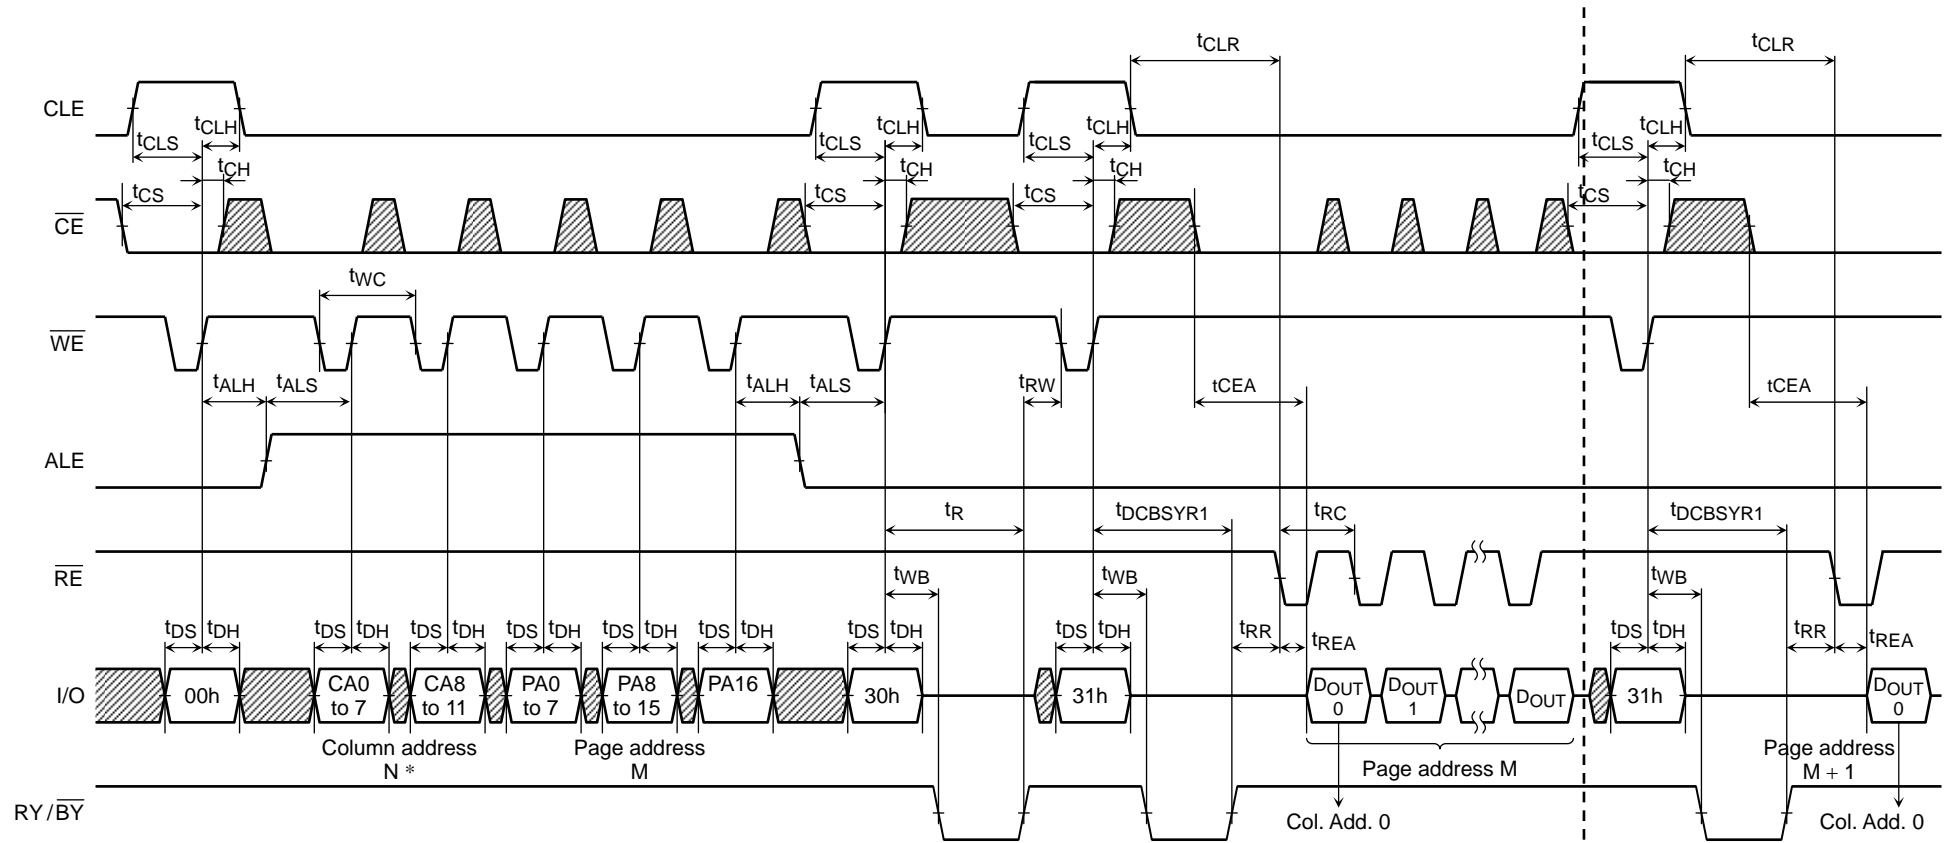 tCLR tCLR
CLE
tCLS tCLH tCLS tCLH tCLS tCLH tCLS tCLH
tCH tCH tCH tCH
tCS tCS tCS tCS
CE
tWC
WE
tALH tALS tALH tALS tRW tCEA tCEA
ALE
tR tDCBSYR1 tRC tDCBSYR1
RE
tWB tWB tWB
tDS tDH tDS tDH tDS tDH tDS tDH tDS tDH tDS tDH tDS tDH tDS tDH tRR tREA tDS tDH tRR tREA
I/O
00h
CA0 to 7
CA8 to 11
PA0 to 7
PA8 to 15
PA16
30h
31h
DOUT 0
DOUT 1
DOUT
31h
DOUT 0
Column address
N *
Page address
M
Page address M
Page address
M + 1
RY/BY
Col. Add. 0
Col. Add. 0